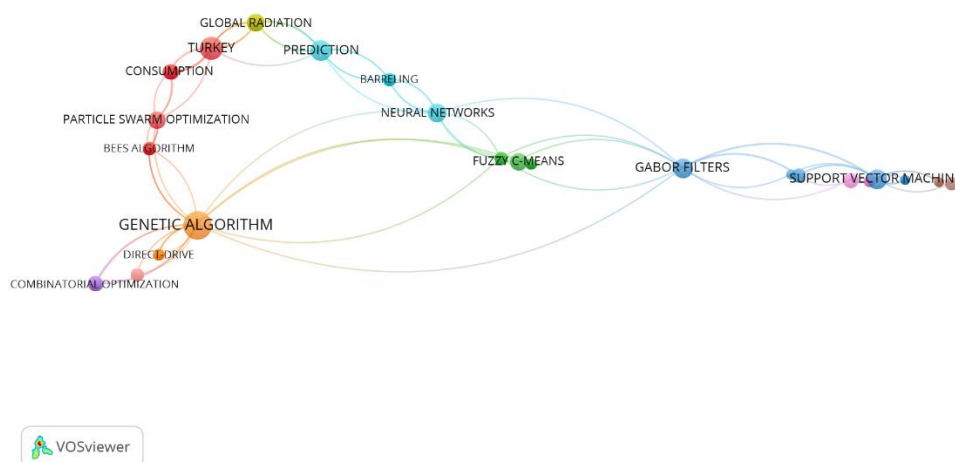 GLOBAL RADIATION
TURKEY
PREDICTION
CONSUMPTION
BARRELING
PARTICLE SWARM OPTIMIZATION
NEURAL NETWORKS
BEES ALGORITHM
FUZZY C-MEANS
GABOR FILTERS
SUPPORT VECTOR MACHIN
GENETIC ALGORITHM
DIRECT-DRIVE
COMBINATORIAL OPTIMIZATION
VOSviewer